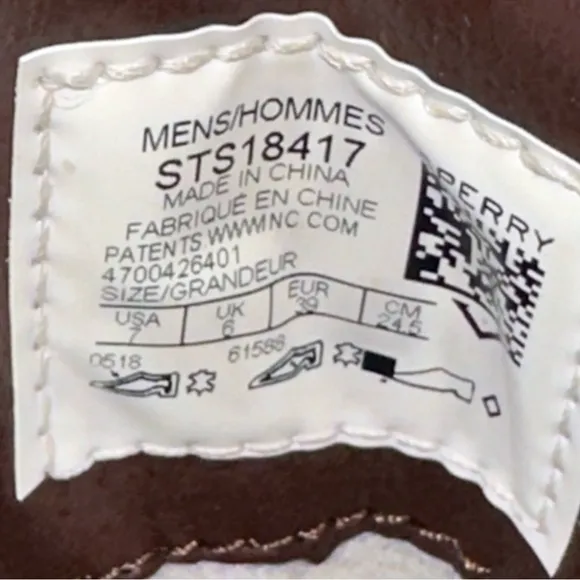 MENS/HOMMES
STS18417
MADE IN CHINA
FABRIQUÉ EN CHINE
PATENTS WWWINC.COM
4700426401
SIZE/GRANDEUR
USA UK EUR CM
7 6 39 24.5
0518 61588
PERRY